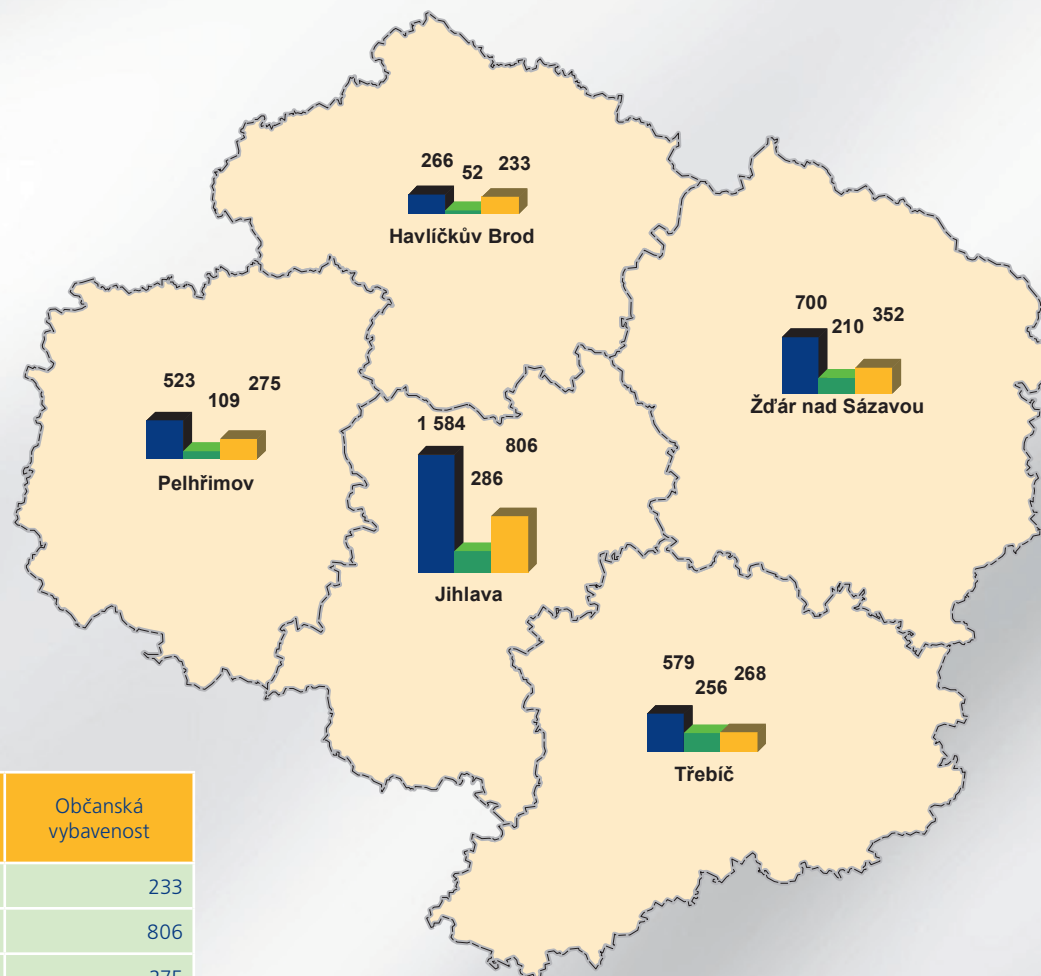 266 52 233
Havlíčkův Brod
700 210 352
Žďár nad Sázavou
523 109 275
Pelhřimov
1 584 286 806
Jihlava
579 256 268
Třebíč
Občanská
vybavenost
233
806
275